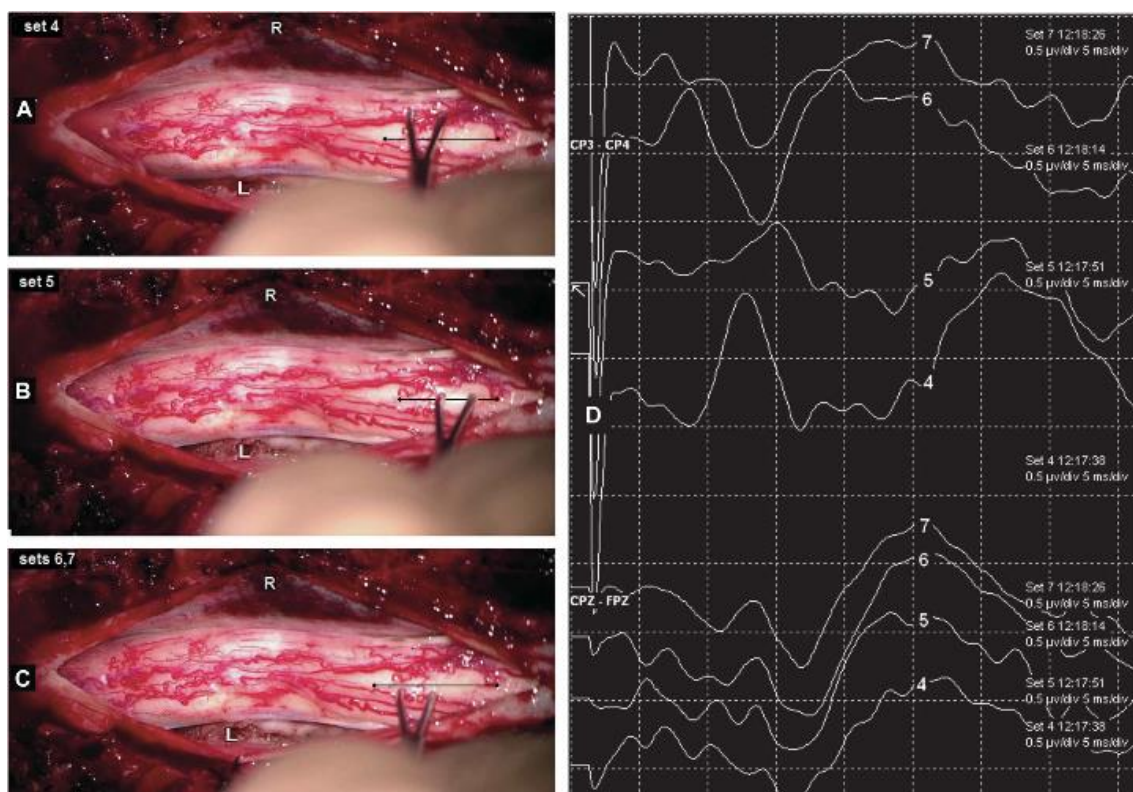 set 4
R
A
L
set 5
R
B
L
sets 6,7
R
C
L
7
Set 7 12:18:26
0.5 µv/div 5 ms/div
6
CP3 - CP4
Set 6 12:18:14
0.5 µv/div 5 ms/div
5
Set 5 12:17:51
0.5 µv/div 5 ms/div
4
D
Set 4 12:17:38
0.5 µv/div 5 ms/div
7
6
CPZ - FPZ
Set 7 12:18:26
0.5 µv/div 5 ms/div
5
Set 6 12:18:14
0.5 µv/div 5 ms/div
4
Set 5 12:17:51
0.5 µv/div 5 ms/div
Set 4 12:17:38
0.5 µv/div 5 ms/div